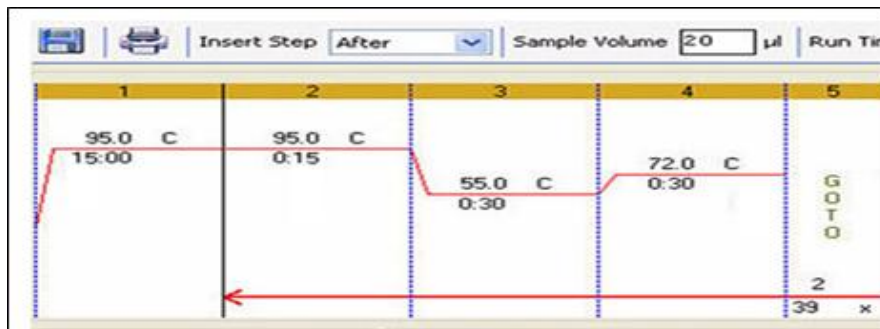 Insert Step After Sample Volume 20 µl Run Tir
1 2 3 4 5
95.0 C 95.0 C
15:00 0:15
72.0 C
55.0 C 0:30
0:30
GOTO
2
39 x